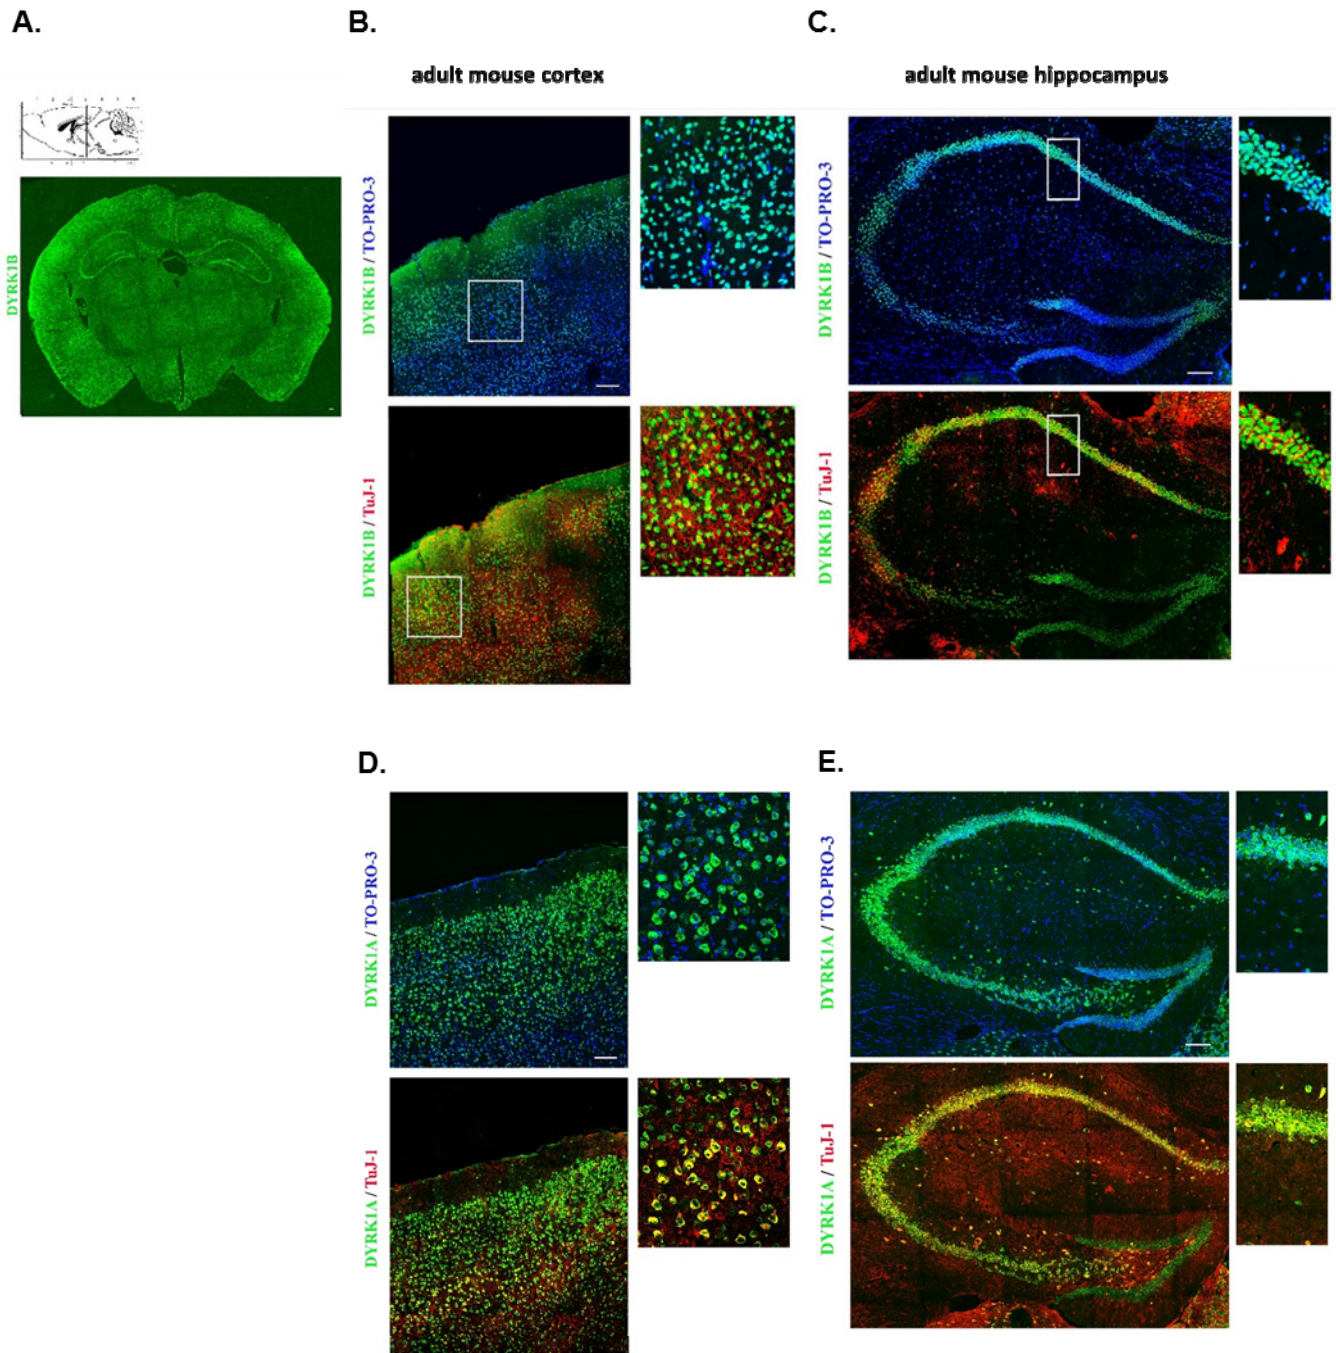 A.
B.
C.
adult mouse cortex
adult mouse hippocampus
DYRK1B
DYRK1B / TO-PRO-3
DYRK1B / TO-PRO-3
DYRK1B / TuJ-1
DYRK1B / TuJ-1
D.
E.
DYRK1A / TO-PRO-3
DYRK1A / TO-PRO-3
DYRK1A / TuJ-1
DYRK1A / TuJ-1